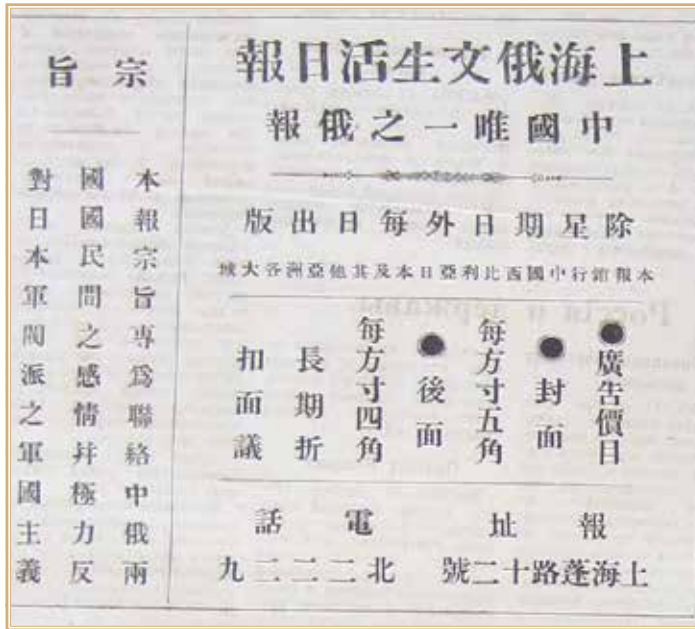 上海俄文生活日報
中國唯一之俄報
除星期日外每日出版
本報銷行中國西比利亞日本及其他亞洲各大城
●廣告價目
●封面
每方寸五角
●後面
每方寸四角
長期折
扣面議
報址
上海蓬路十二號
電話
北二二二九
宗旨
本報宗旨專爲聯絡中俄兩
國國民間之感情幷極力反
對日本軍閥派之軍國主義